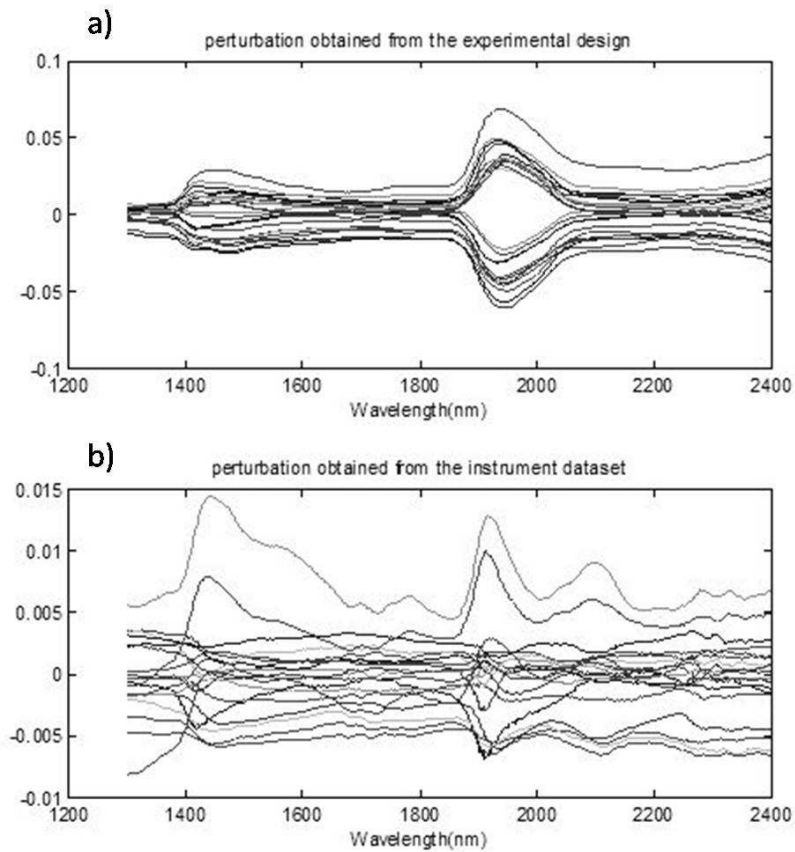 a)
perturbation obtained from the experimental design
0.1
0.05
0
-0.05
-0.1
1200 1400 1600 1800 2000 2200 2400
Wavelength(nm)
b)
perturbation obtained from the instrument dataset
0.015
0.01
0.005
0
-0.005
-0.01
1200 1400 1600 1800 2000 2200 2400
Wavelength(nm)